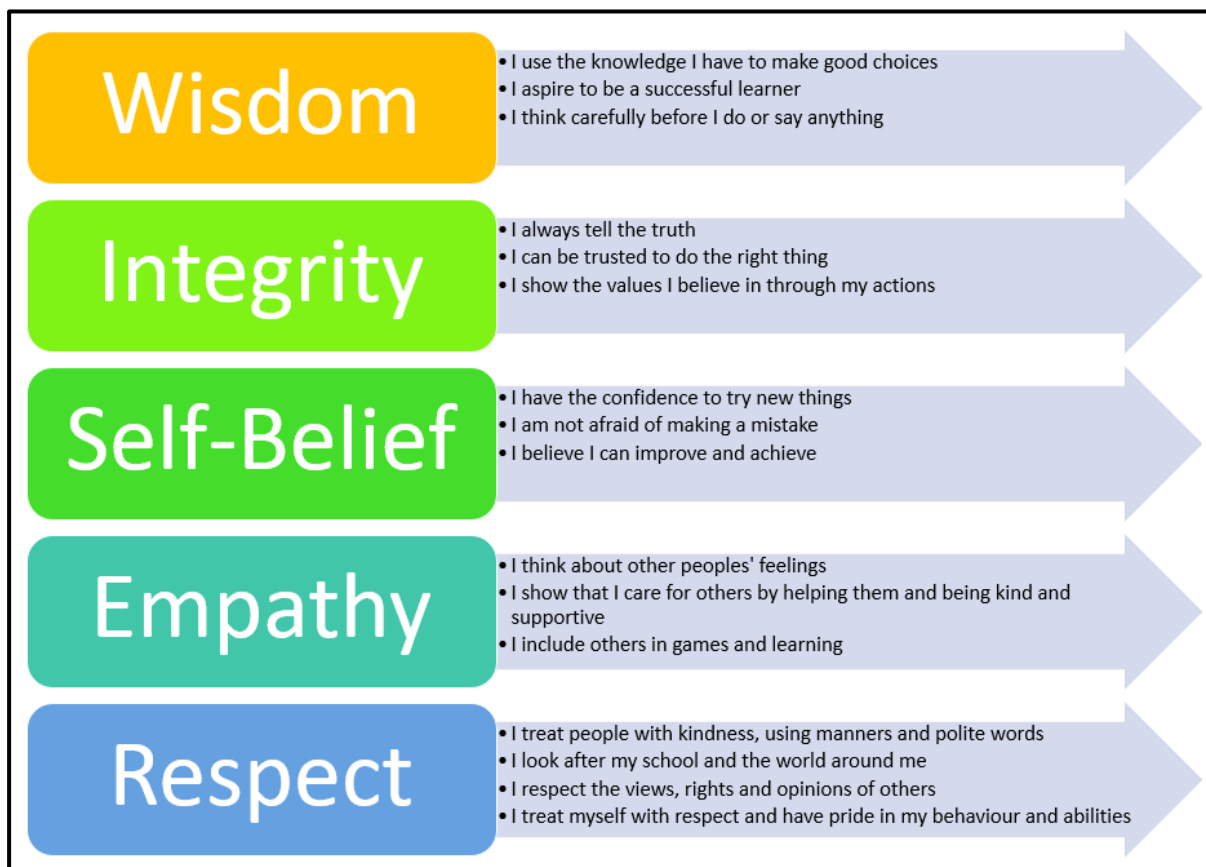 Wisdom
• I use the knowledge I have to make good choices
• I aspire to be a successful learner
• I think carefully before I do or say anything
Integrity
• I always tell the truth
• I can be trusted to do the right thing
• I show the values I believe in through my actions
Self-Belief
• I have the confidence to try new things
• I am not afraid of making a mistake
• I believe I can improve and achieve
Empathy
• I think about other peoples' feelings
• I show that I care for others by helping them and being kind and
supportive
• I include others in games and learning
Respect
• I treat people with kindness, using manners and polite words
• I look after my school and the world around me
• I respect the views, rights and opinions of others
• I treat myself with respect and have pride in my behaviour and abilities